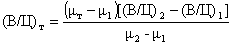 (В/Ц)т = (μт − μ1)[(В/Ц)2 − (В/Ц)1] / μ2 − μ1